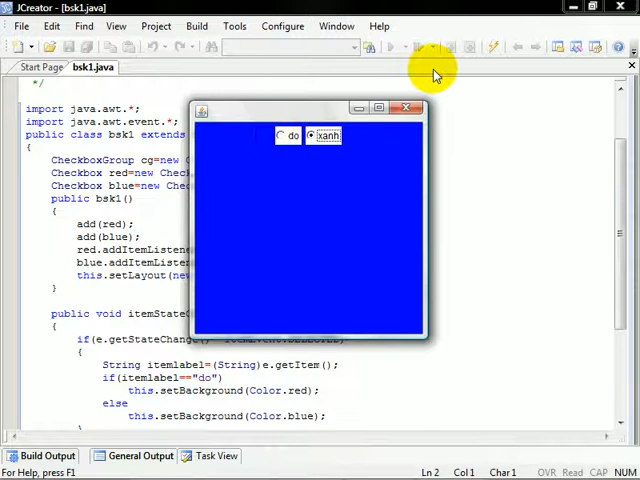 JCreator - [bsk1.java]
File Edit Find View Project Build Tools Configure Window Help
Start Page bsk1.java
*/
import java.awt.*;
import java.awt.event.*;
public class bsk1 extends
{
CheckboxGroup cg=new
Checkbox red=new Check
Checkbox blue=new Chec
public bsk1()
{
add(red);
add(blue);
red.addItemListene
blue.addItemListen
this.setLayout(new
}
do xanh
public void itemState
{
if(e.getStateChange()
String itemlabel=(String)e.getItem();
if(itemlabel=="do")
this.setBackground(Color.red);
else
this.setBackground(Color.blue);
}
Build Output General Output Task View
For Help, press F1 Ln 2 Col 1 Char 1 OVR Read CAP NUM